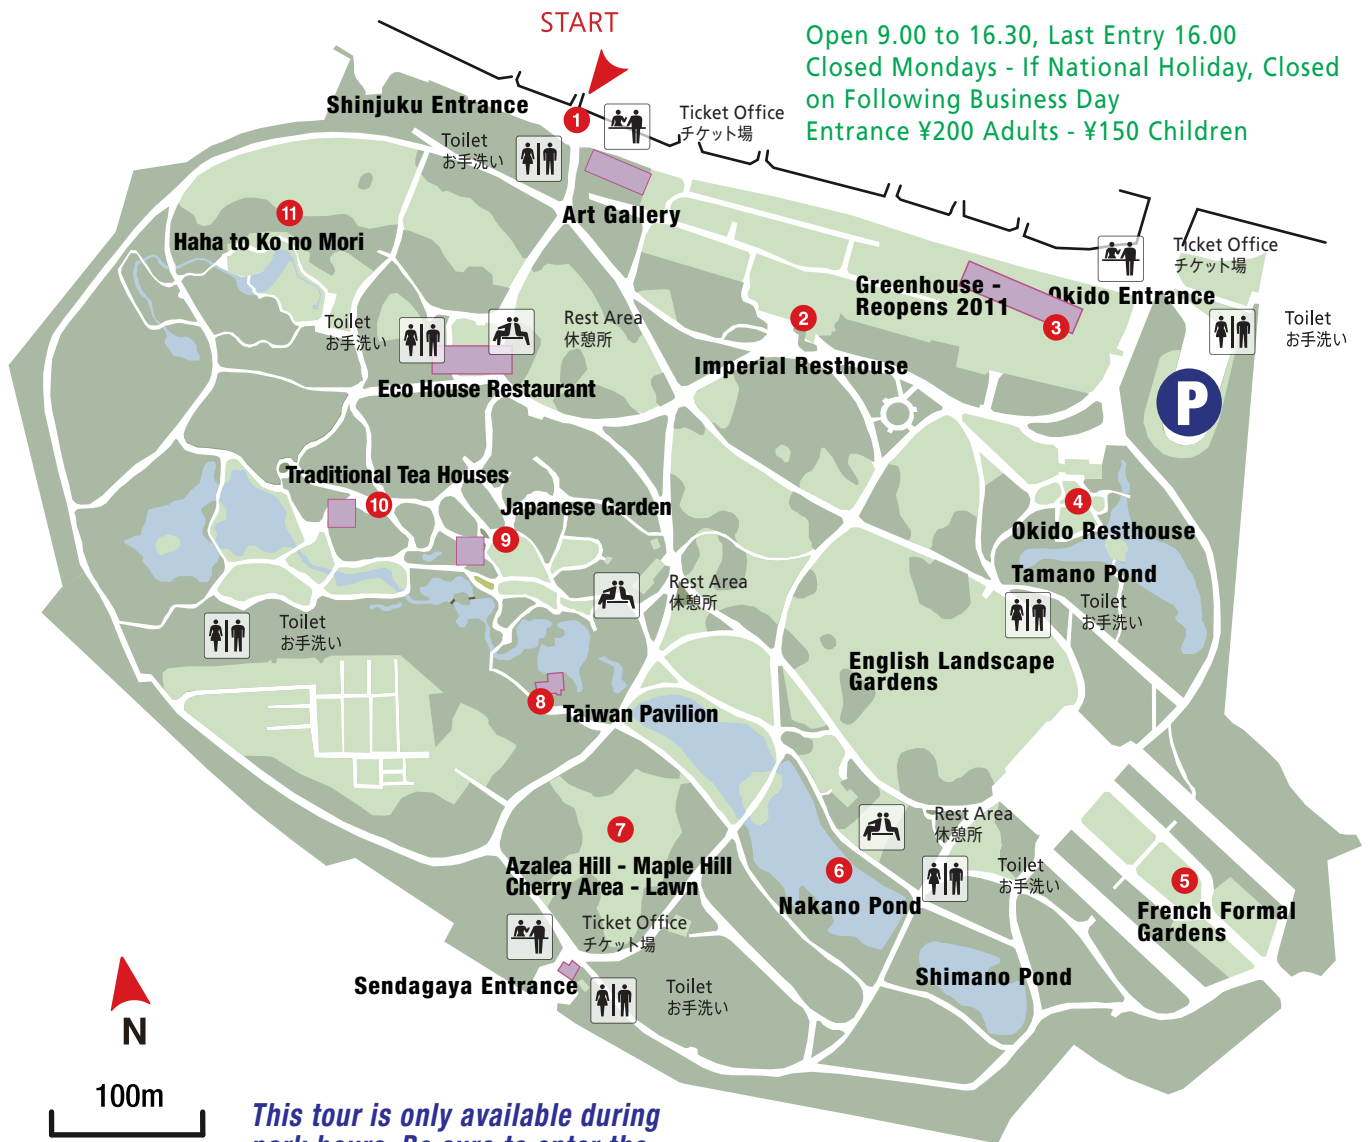 START
Open 9.00 to 16.30, Last Entry 16.00
Closed Mondays - If National Holiday, Closed
on Following Business Day
Entrance ¥200 Adults - ¥150 Children
Shinjuku Entrance
1
Ticket Office
チケット場
Toilet
お手洗い
Art Gallery
11
Haha to Ko no Mori
Ticket Office
チケット場
Greenhouse -
Reopens 2011
Okido Entrance
3
2
Imperial Resthouse
Toilet
お手洗い
Toilet
お手洗い
Rest Area
休憩所
Eco House Restaurant
P
Traditional Tea Houses
10
Japanese Garden
9
4
Okido Resthouse
Tamano Pond
Toilet
お手洗い
Rest Area
休憩所
Toilet
お手洗い
English Landscape
Gardens
8
Taiwan Pavilion
7
Azalea Hill - Maple Hill
Cherry Area - Lawn
Rest Area
休憩所
6
Nakano Pond
Toilet
お手洗い
5
French Formal
Gardens
Ticket Office
チケット場
Sendagaya Entrance
Toilet
お手洗い
Shimano Pond
N
100m
This tour is only available during
park hours. Be sure to enter the